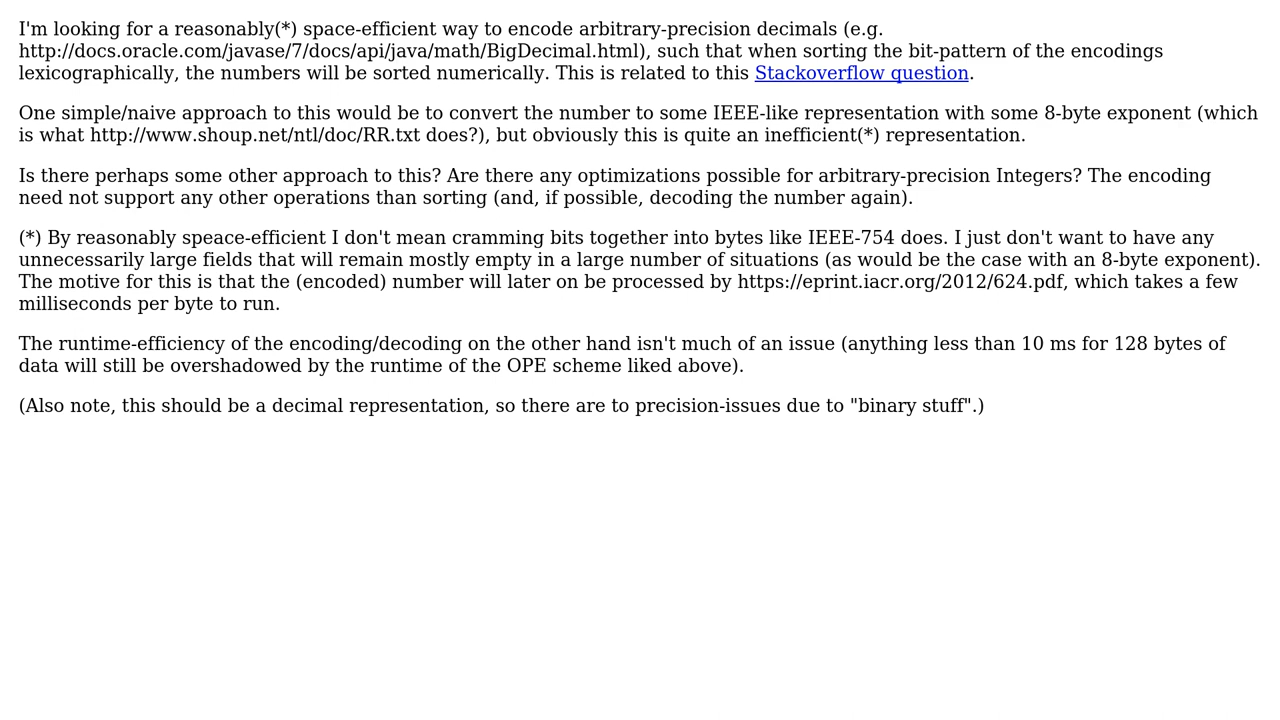 I'm looking for a reasonably(*) space-efficient way to encode arbitrary-precision decimals (e.g.
http://docs.oracle.com/javase/7/docs/api/java/math/BigDecimal.html), such that when sorting the bit-pattern of the encodings
lexicographically, the numbers will be sorted numerically. This is related to this Stackoverflow question.
One simple/naive approach to this would be to convert the number to some IEEE-like representation with some 8-byte exponent (which
is what http://www.shoup.net/ntl/doc/RR.txt does?), but obviously this is quite an inefficient(*) representation.
Is there perhaps some other approach to this? Are there any optimizations possible for arbitrary-precision Integers? The encoding
need not support any other operations than sorting (and, if possible, decoding the number again).
(*) By reasonably speace-efficient I don't mean cramming bits together into bytes like IEEE-754 does. I just don't want to have any
unnecessarily large fields that will remain mostly empty in a large number of situations (as would be the case with an 8-byte exponent).
The motive for this is that the (encoded) number will later on be processed by https://eprint.iacr.org/2012/624.pdf, which takes a few
milliseconds per byte to run.
The runtime-efficiency of the encoding/decoding on the other hand isn't much of an issue (anything less than 10 ms for 128 bytes of
data will still be overshadowed by the runtime of the OPE scheme liked above).
(Also note, this should be a decimal representation, so there are to precision-issues due to "binary stuff".)